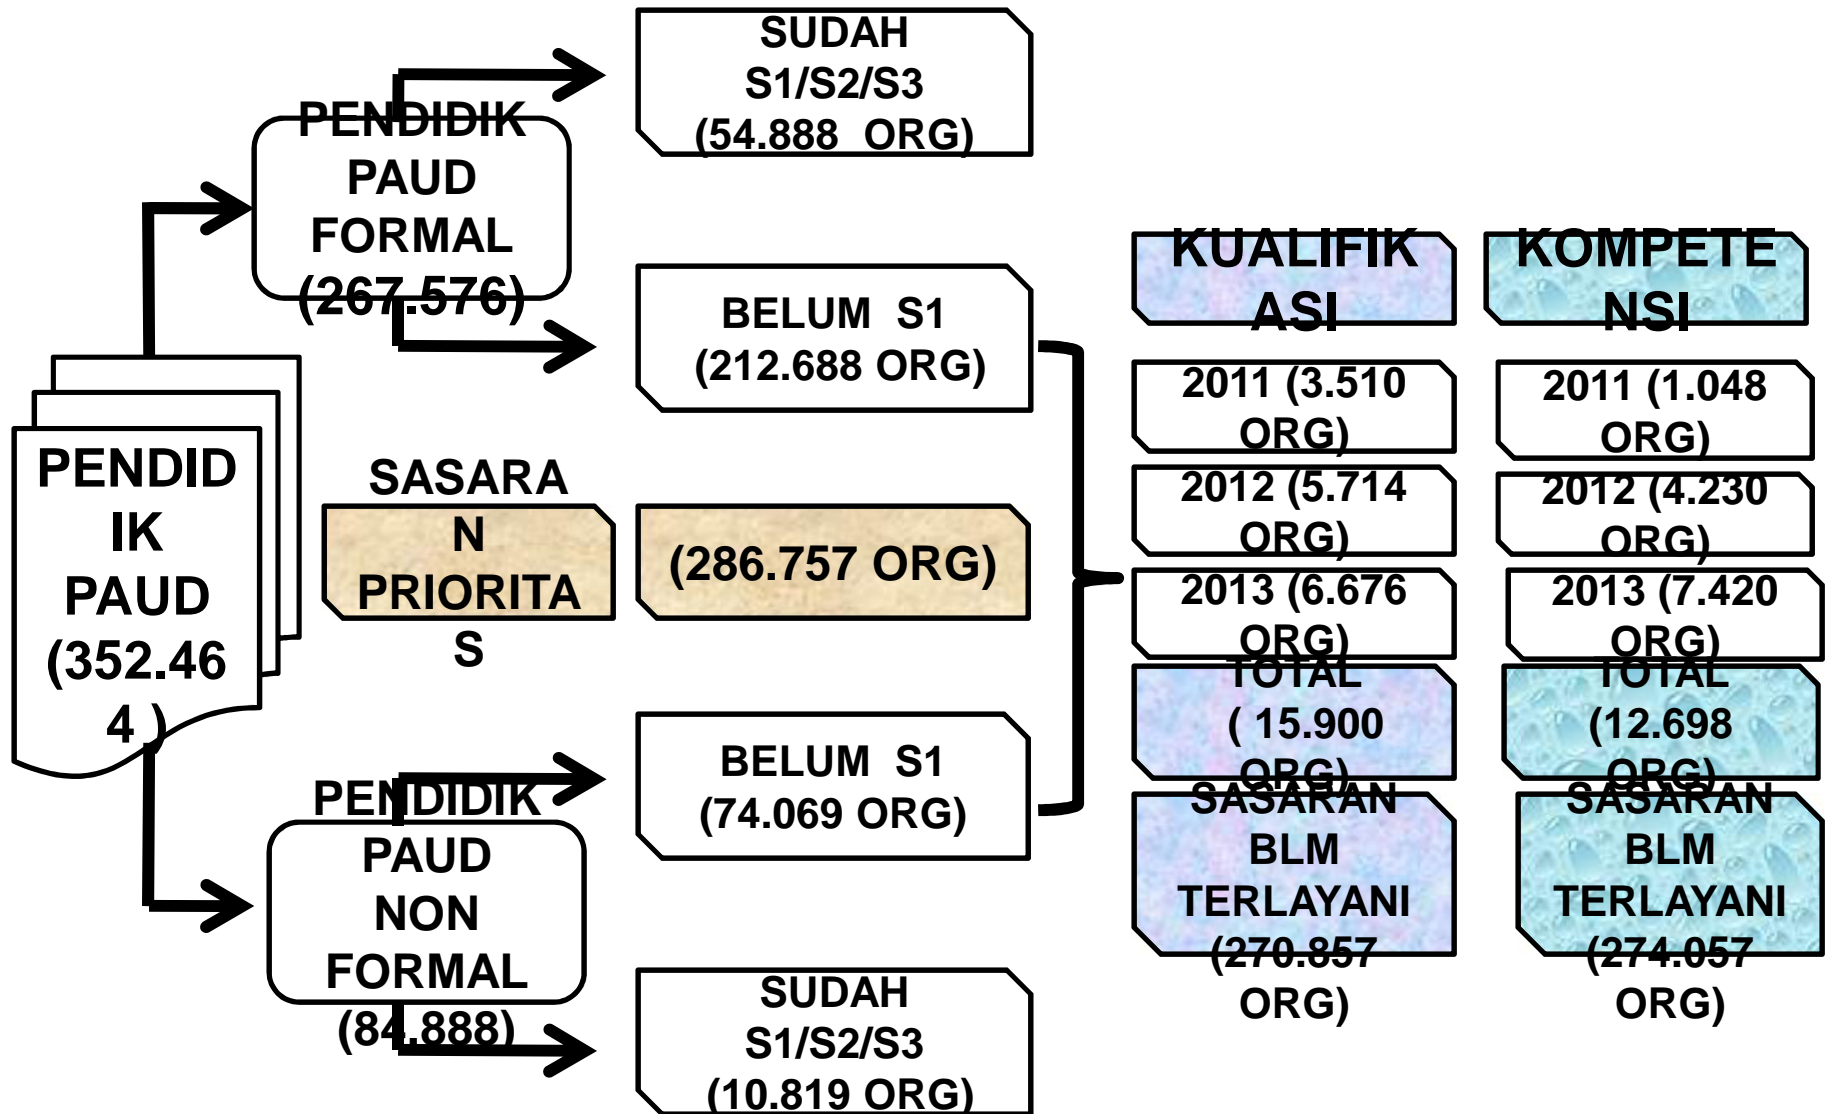 PENDID
IK
PAUD
(352.46
4 )
PENDIDIK
PAUD
FORMAL
(267.576)
SUDAH
S1/S2/S3
(54.888 ORG)
BELUM S1
(212.688 ORG)
SASARA
N
PRIORITA
S
(286.757 ORG)
BELUM S1
(74.069 ORG)
PENDIDIK
PAUD
NON
FORMAL
(84.888)
SUDAH
S1/S2/S3
(10.819 ORG)
KUALIFIK
ASI
2011 (3.510
ORG)
2012 (5.714
ORG)
2013 (6.676
ORG)
TOTAL
( 15.900
ORG)
SASARAN
BLM
TERLAYANI
(270.857
ORG)
KOMPETE
NSI
2011 (1.048
ORG)
2012 (4.230
ORG)
2013 (7.420
ORG)
TOTAL
(12.698
ORG)
SASARAN
BLM
TERLAYANI
(274.057
ORG)